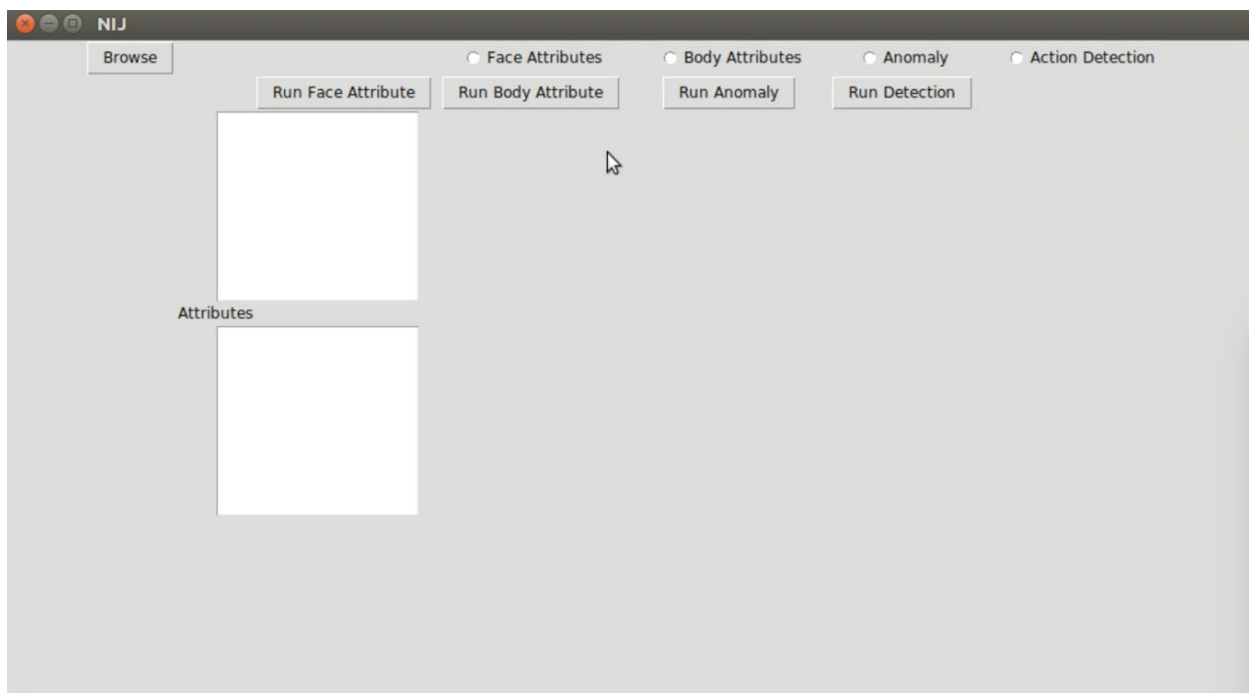 NIJ
Browse Face Attributes Body Attributes Anomaly Action Detection
Run Face Attribute Run Body Attribute Run Anomaly Run Detection
Attributes